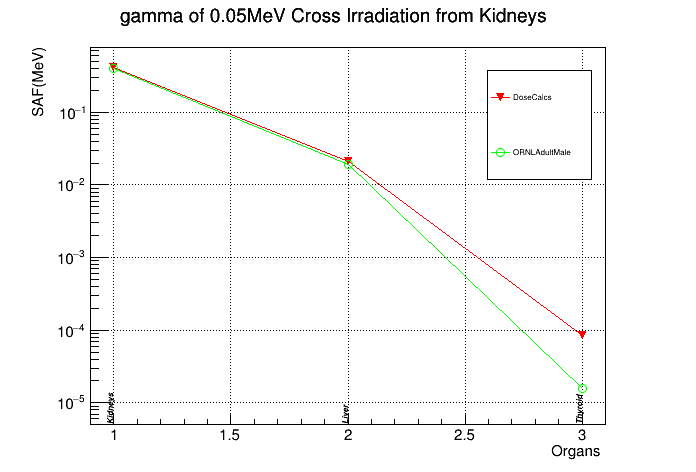 gamma of 0.05MeV Cross Irradiation from Kidneys
SAF(MeV)
DoseCalcs
ORNLAdultMale
10⁻¹
10⁻²
10⁻³
10⁻⁴
10⁻⁵
Kidneys
Liver
Thyroid
1
1.5
2
2.5
3
Organs